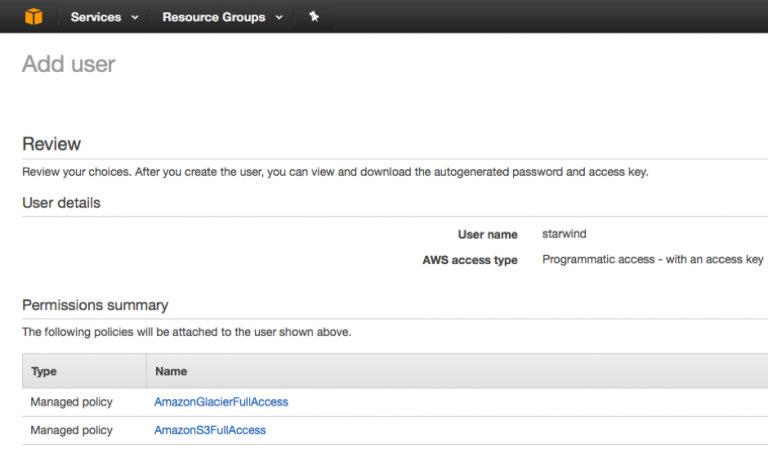 Services Resource Groups
Add user
Review
Review your choices. After you create the user, you can view and download the autogenerated password and access key.
User details
User name starwind
AWS access type Programmatic access - with an access key
Permissions summary
The following policies will be attached to the user shown above.
Type Name
Managed policy AmazonGlacierFullAccess
Managed policy AmazonS3FullAccess